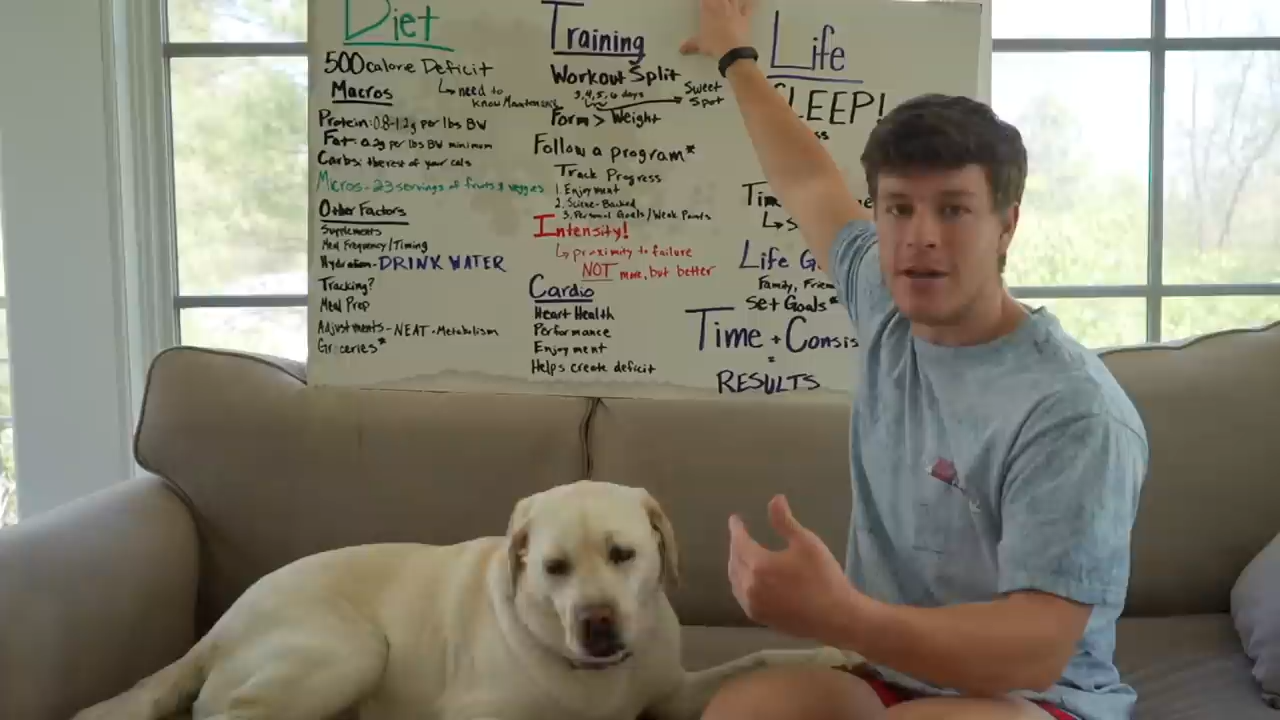 Diet
500 calorie Deficit
↳ need to
know Maintenance
Macros
Protein: 0.8-1.2g per lbs BW
Fat: 0.2g per lbs BW minimum
Carbs: the rest of your cals
Micros - 2-3 servings of fruits & veggies
Other Factors
Supplements
Meal Frequency/Timing
Hydration - DRINK WATER
Tracking?
Meal Prep
Adjustments - NEAT - Metabolism
Groceries*
Training
Workout Split
3,4,5,6 days
Sweet
Spot
Form > Weight
Follow a program*
Track Progress
1. Enjoyment
2. Sciene-Backed
3. Personal Goals/Weak Points
Intensity!
↳ proximity to failure
NOT more, but better
Cardio
Heart Health
Performance
Enjoyment
Helps create deficit
Life
SLEEP!
Life G
Family, Frien
Set Goals*
Time + Consis
=
RESULTS